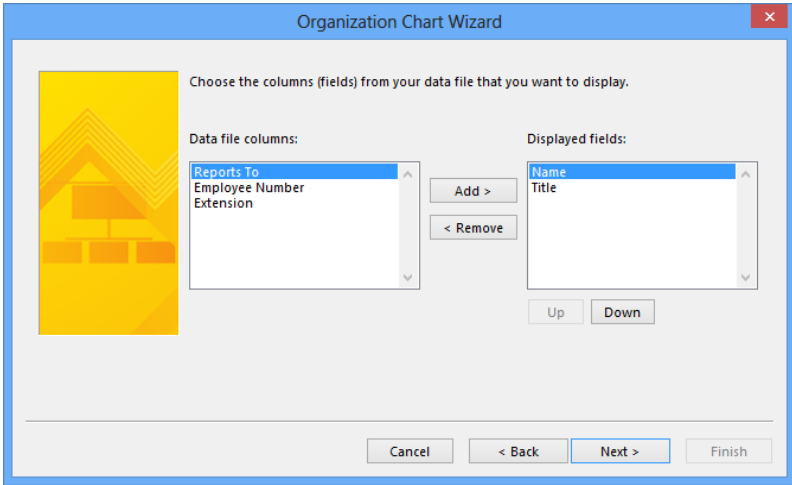 Organization Chart Wizard
Choose the columns (fields) from your data file that you want to display.
Data file columns:
Reports To
Employee Number
Extension
Add >
< Remove
Displayed fields:
Name
Title
Up
Down
Cancel
< Back
Next >
Finish